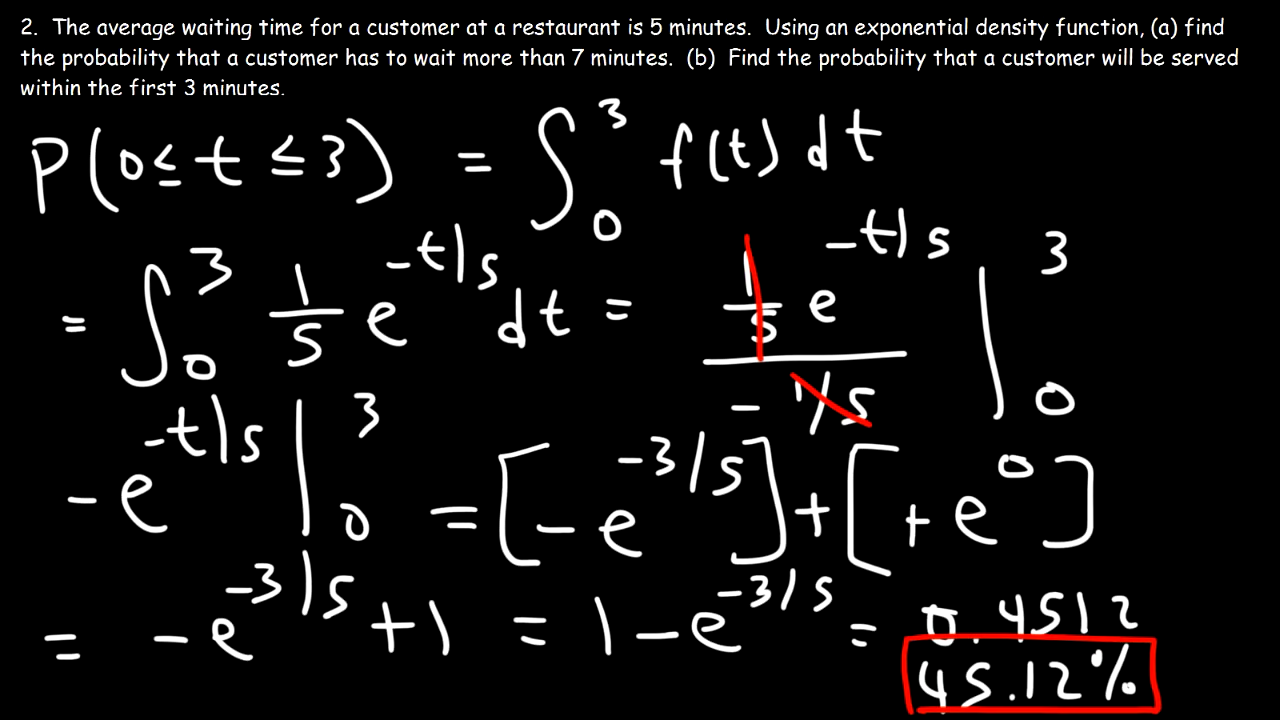 2. The average waiting time for a customer at a restaurant is 5 minutes. Using an exponential density function, (a) find
the probability that a customer has to wait more than 7 minutes. (b) Find the probability that a customer will be served
within the first 3 minutes.
P(0≤t≤3) = ∫₀³ f(t) dt
= ∫₀³ 1/5 e^(-t/5) dt = (1/5 e^(-t/5))/(-1/5) |₀³
-e^(-t/5) |₀³ = [-e^(-3/5)] + [+e^0]
= -e^(-3/5) + 1 = 1 - e^(-3/5) = 0.4512
45.12%